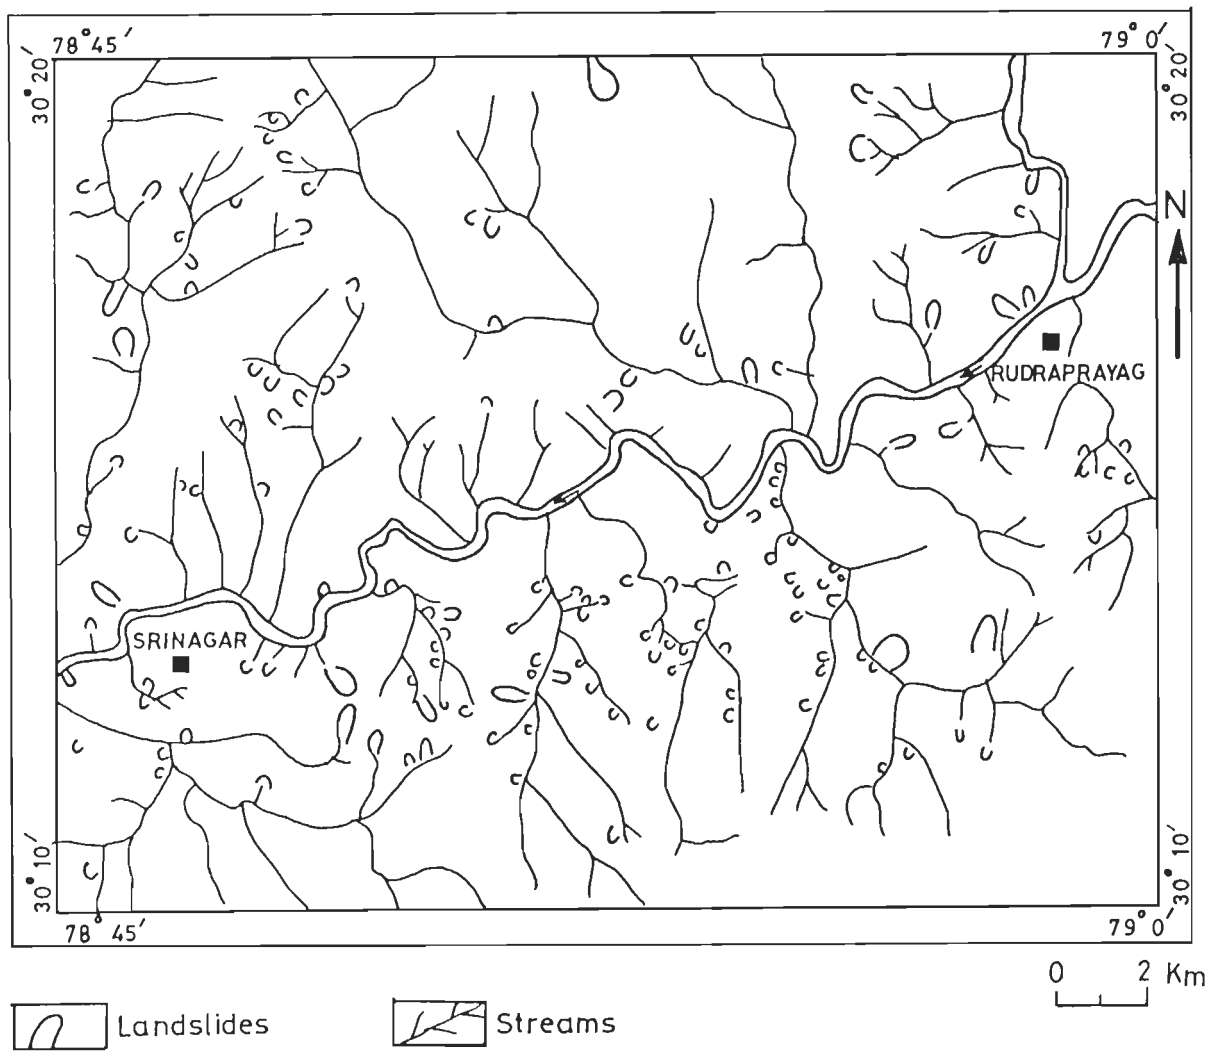 78°45′
79°0′
30°20′
30°20′
N
RUDRAPRAYAG
SRINAGAR
30°10′
30°10′
78°45′
79°0′
0 2 Km
Landslides
Streams